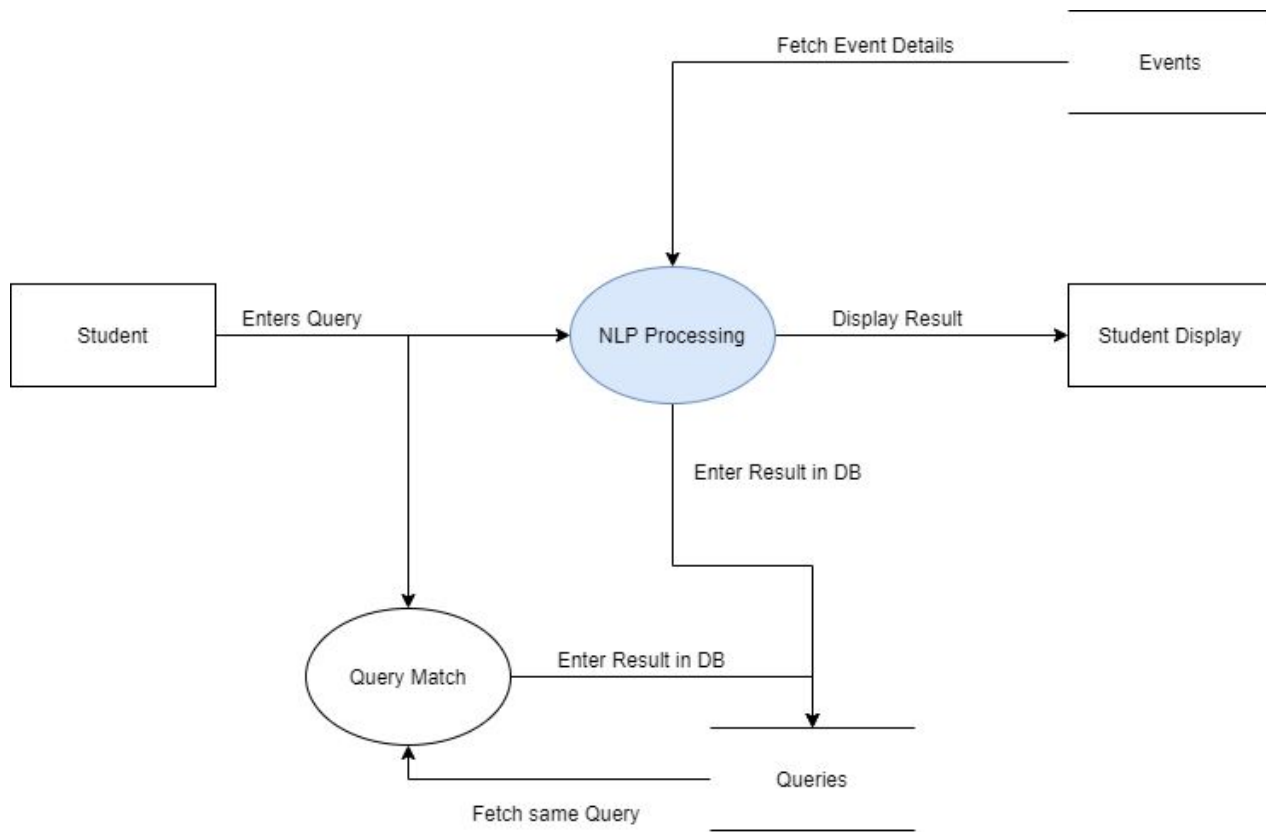 Fetch Event Details
Events
Student
Enters Query
NLP Processing
Display Result
Student Display
Enter Result in DB
Query Match
Enter Result in DB
Queries
Fetch same Query